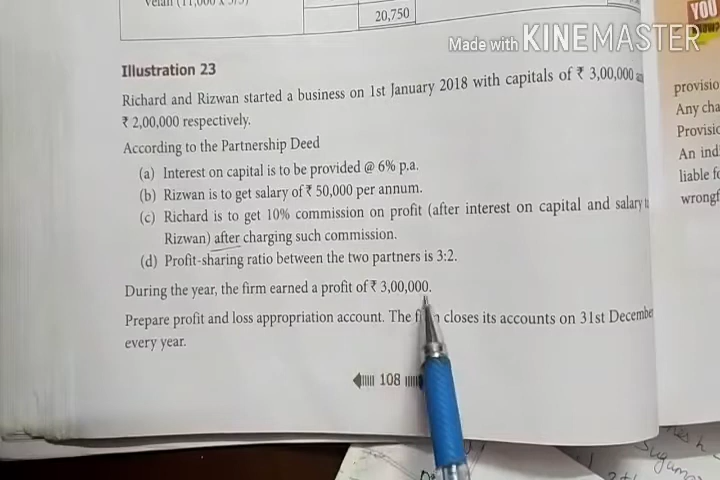 20,750
Made with KINEMASTER
YOU
Illustration 23
Richard and Rizwan started a business on 1st January 2018 with capitals of ₹ 3,00,000
₹ 2,00,000 respectively.
According to the Partnership Deed
(a) Interest on capital is to be provided @ 6% p.a.
(b) Rizwan is to get salary of ₹ 50,000 per annum.
(c) Richard is to get 10% commission on profit (after interest on capital and salary
Rizwan) after charging such commission.
(d) Profit-sharing ratio between the two partners is 3:2.
During the year, the firm earned a profit of ₹ 3,00,000.
Prepare profit and loss appropriation account. The closes its accounts on 31st December
every year.
108
provisio
Any cha
Provisio
An ind
liable fo
wrongf